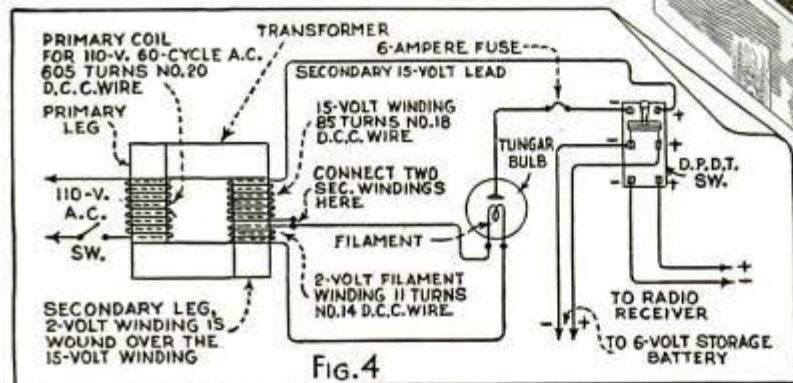 TRANSFORMER
PRIMARY COIL
FOR 110-V. 60-CYCLE A.C.
605 TURNS NO.20
D.C.C. WIRE
PRIMARY
LEG
6-AMPERE FUSE
SECONDARY 15-VOLT LEAD
15-VOLT WINDING
85 TURNS NO.18
D.C.C. WIRE
CONNECT TWO
SEC. WINDINGS
HERE
TUNGAR
BULB
- +
- +
- +
D.P.D.T.
SW.
110-V.
A.C.
SW.
FILAMENT
2-VOLT FILAMENT
WINDING 11 TURNS
NO.14 D.C.C. WIRE.
SECONDARY LEG,
2-VOLT WINDING IS
WOUND OVER THE
15-VOLT WINDING
+
-
TO RADIO
RECEIVER
- +
TO 6-VOLT STORAGE
BATTERY
FIG.4